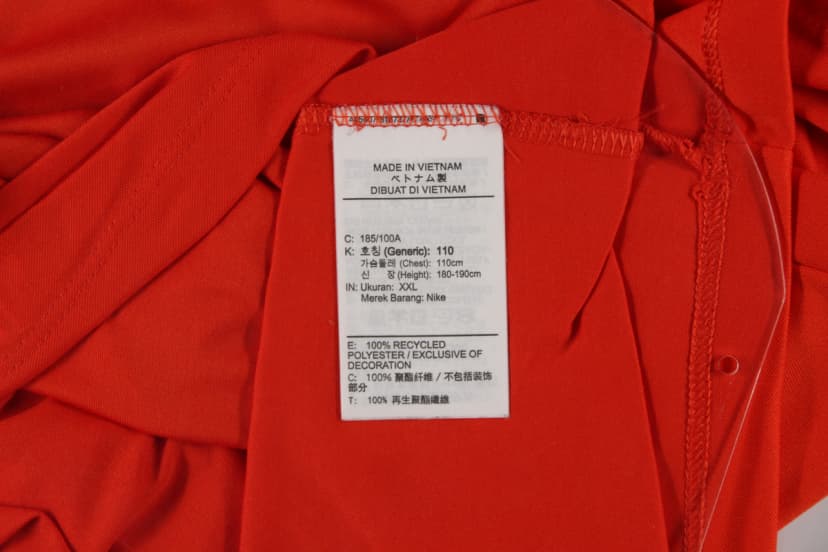 MADE IN VIETNAM
ベトナム製
DIBUAT DI VIETNAM
C: 185/100A
K: 호칭 (Generic): 110
가슴둘레 (Chest): 110cm
신 장 (Height): 180-190cm
IN: Ukuran: XXL
Merek Barang: Nike
E: 100% RECYCLED
POLYESTER / EXCLUSIVE OF
DECORATION
C: 100% 聚酯纤维 / 不包括装饰
部分
T: 100% 再生聚酯纖維